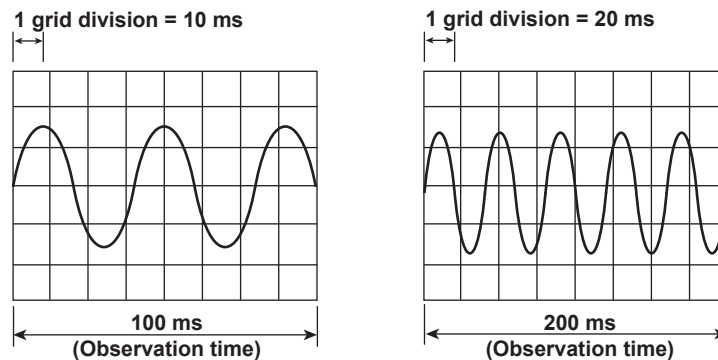 1 grid division = 10 ms
1 grid division = 20 ms
100 ms
(Observation time)
200 ms
(Observation time)